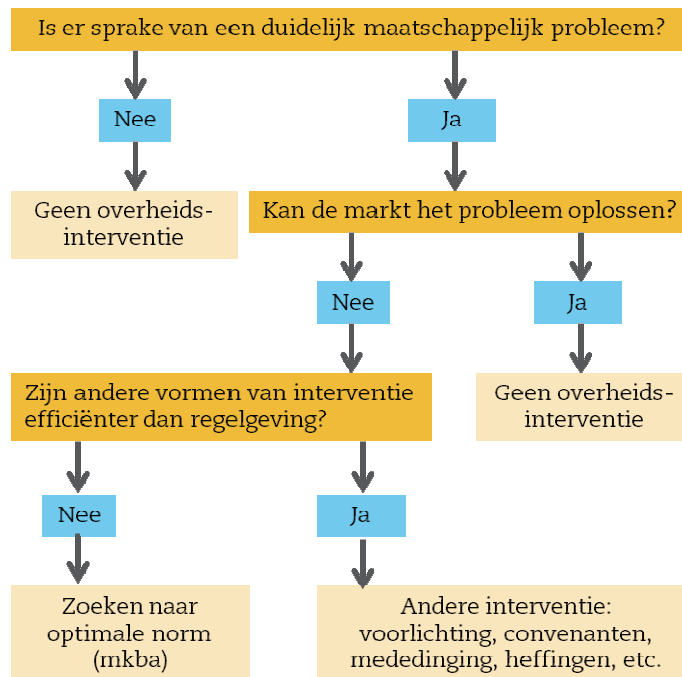 Is er sprake van een duidelijk maatschappelijk probleem?
Nee
Ja
Geen overheids-
interventie
Kan de markt het probleem oplossen?
Nee
Ja
Zijn andere vormen van interventie
efficiënter dan regelgeving?
Geen overheids-
interventie
Nee
Ja
Zoeken naar
optimale norm
(mkba)
Andere interventie:
voorlichting, convenanten,
mededinging, heffingen, etc.